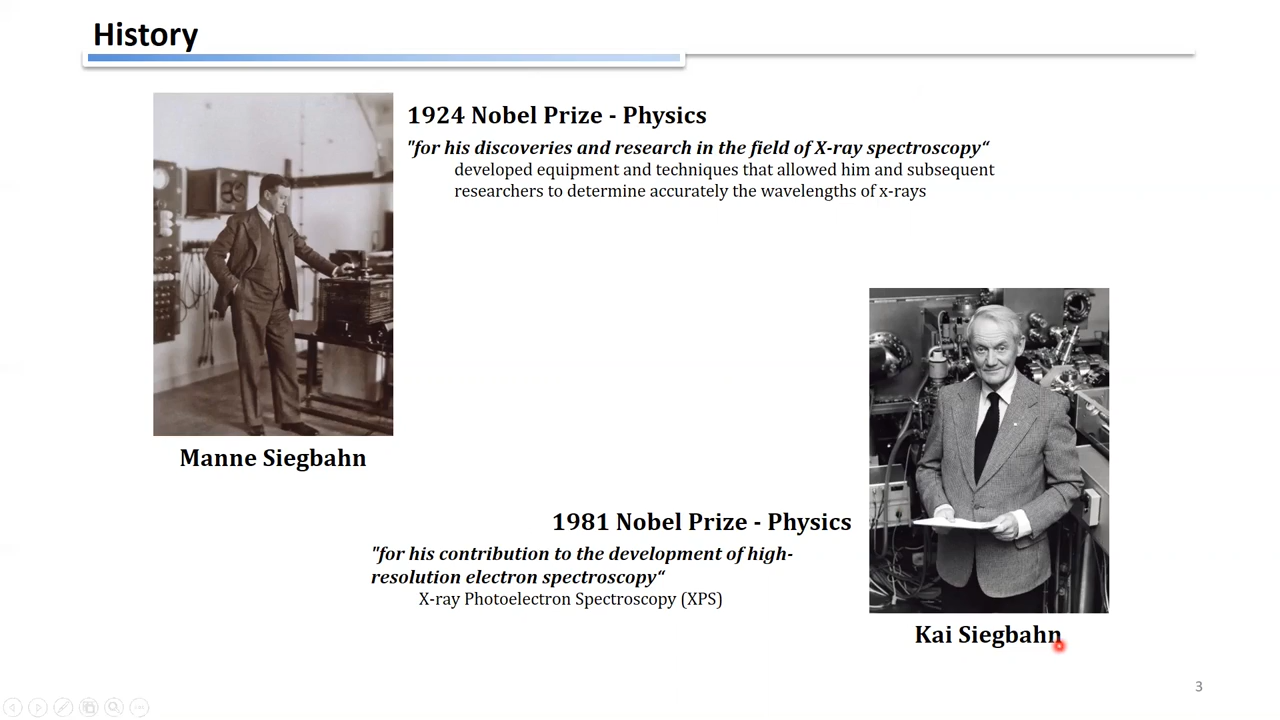 History
1924 Nobel Prize - Physics
"for his discoveries and research in the field of X-ray spectroscopy“
developed equipment and techniques that allowed him and subsequent
researchers to determine accurately the wavelengths of x-rays
Manne Siegbahn
1981 Nobel Prize - Physics
"for his contribution to the development of high-
resolution electron spectroscopy“
X-ray Photoelectron Spectroscopy (XPS)
Kai Siegbahn
3